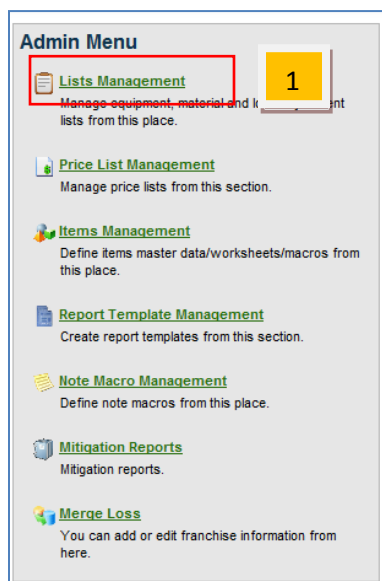 Admin Menu
Lists Management
1
Manage equipment, material and
lists from this place.
Price List Management
Manage price lists from this section.
Items Management
Define items master data/worksheets/macros from
this place.
Report Template Management
Create report templates from this section.
Note Macro Management
Define note macros from this place.
Mitigation Reports
Mitigation reports.
Merge Loss
You can add or edit franchise information from
here.